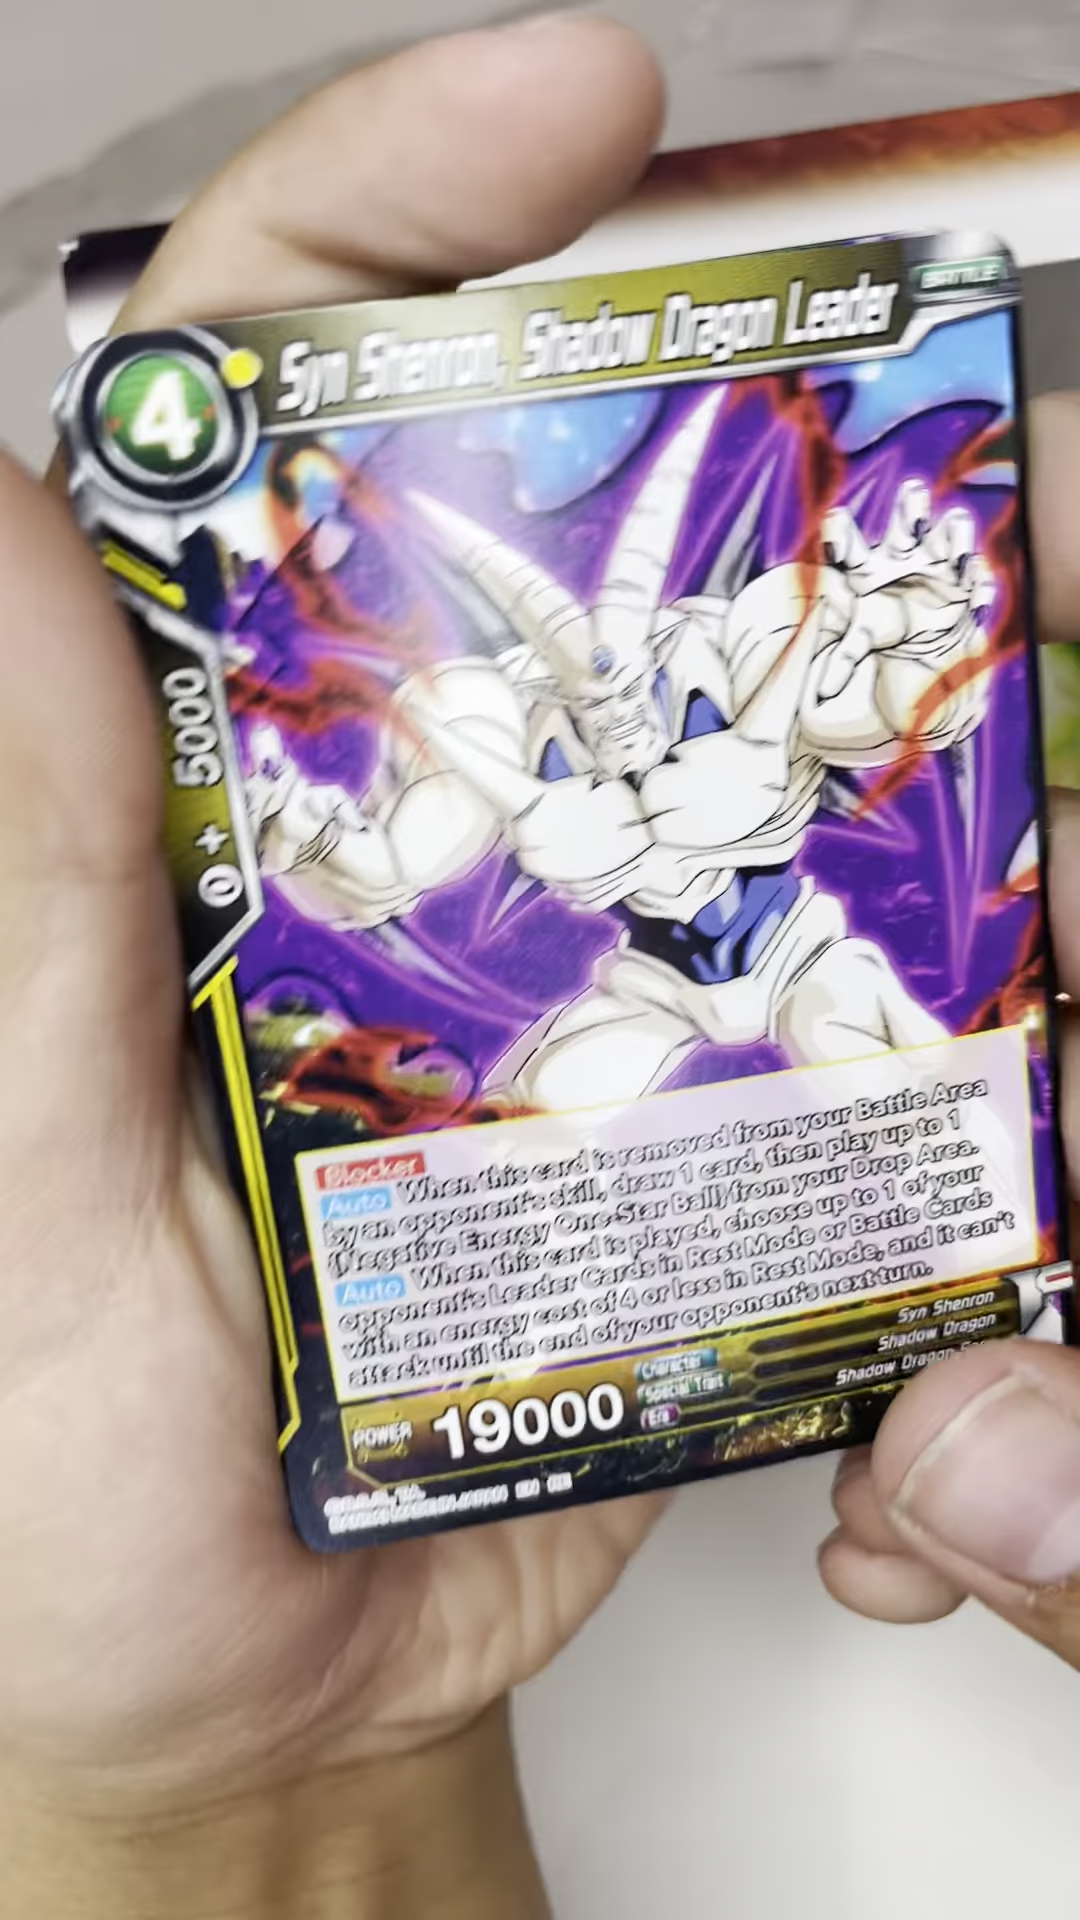 BATTLE
Syn Shenron, Shadow Dragon Leader
4
0 + 5000
Blocker
Auto When this card is removed from your Battle Area
by an opponent's skill, draw 1 card, then play up to 1
{Negative Energy One-Star Ball} from your Drop Area.
Auto When this card is played, choose up to 1 of your
opponent's Leader Cards in Rest Mode or Battle Cards
with an energy cost of 4 or less in Rest Mode, and it can't
attack until the end of your opponent's next turn.
POWER 19000
Character Syn Shenron
Special Trait Shadow Dragon
Era Shadow Dragon